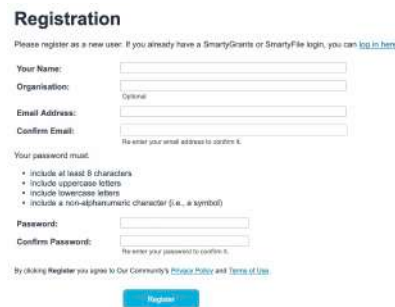 Registration
Please register as a new user. If you already have a SmartyGrants or SmartyFile login, you can log in here
Your Name:
Organisation:
Optional
Email Address:
Confirm Email:
Re-enter your email address to confirm it.
Your password must:
• include at least 8 characters
• include uppercase letters
• include lowercase letters
• include a non-alphanumeric character (i.e., a symbol)
Password:
Confirm Password:
Re-enter your password to confirm it.
By clicking Register you agree to Our Community's Privacy Policy and Terms of Use
Register